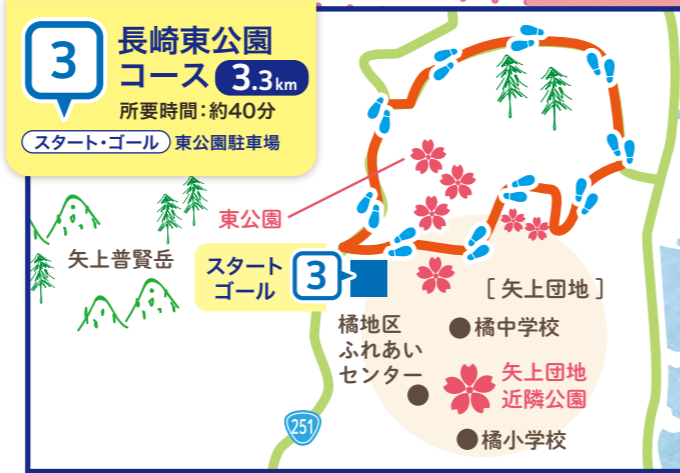 3
長崎東公園
コース 3.3km
所要時間：約40分
スタート・ゴール 東公園駐車場
東公園
矢上普賢岳
スタート
ゴール
3
[ 矢上団地 ]
橘地区
ふれあい
センター
橘中学校
矢上団地
近隣公園
橘小学校
251